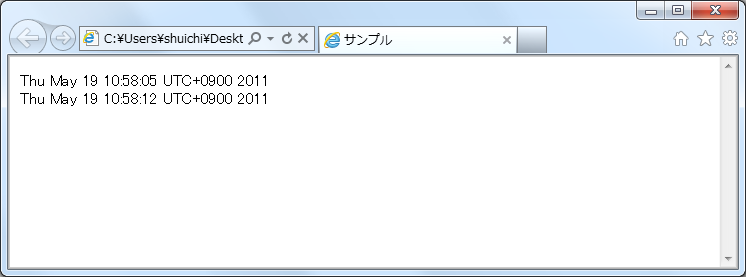 C:¥Users¥shuichi¥Deskt
サンプル
Thu May 19 10:58:05 UTC+0900 2011
Thu May 19 10:58:12 UTC+0900 2011